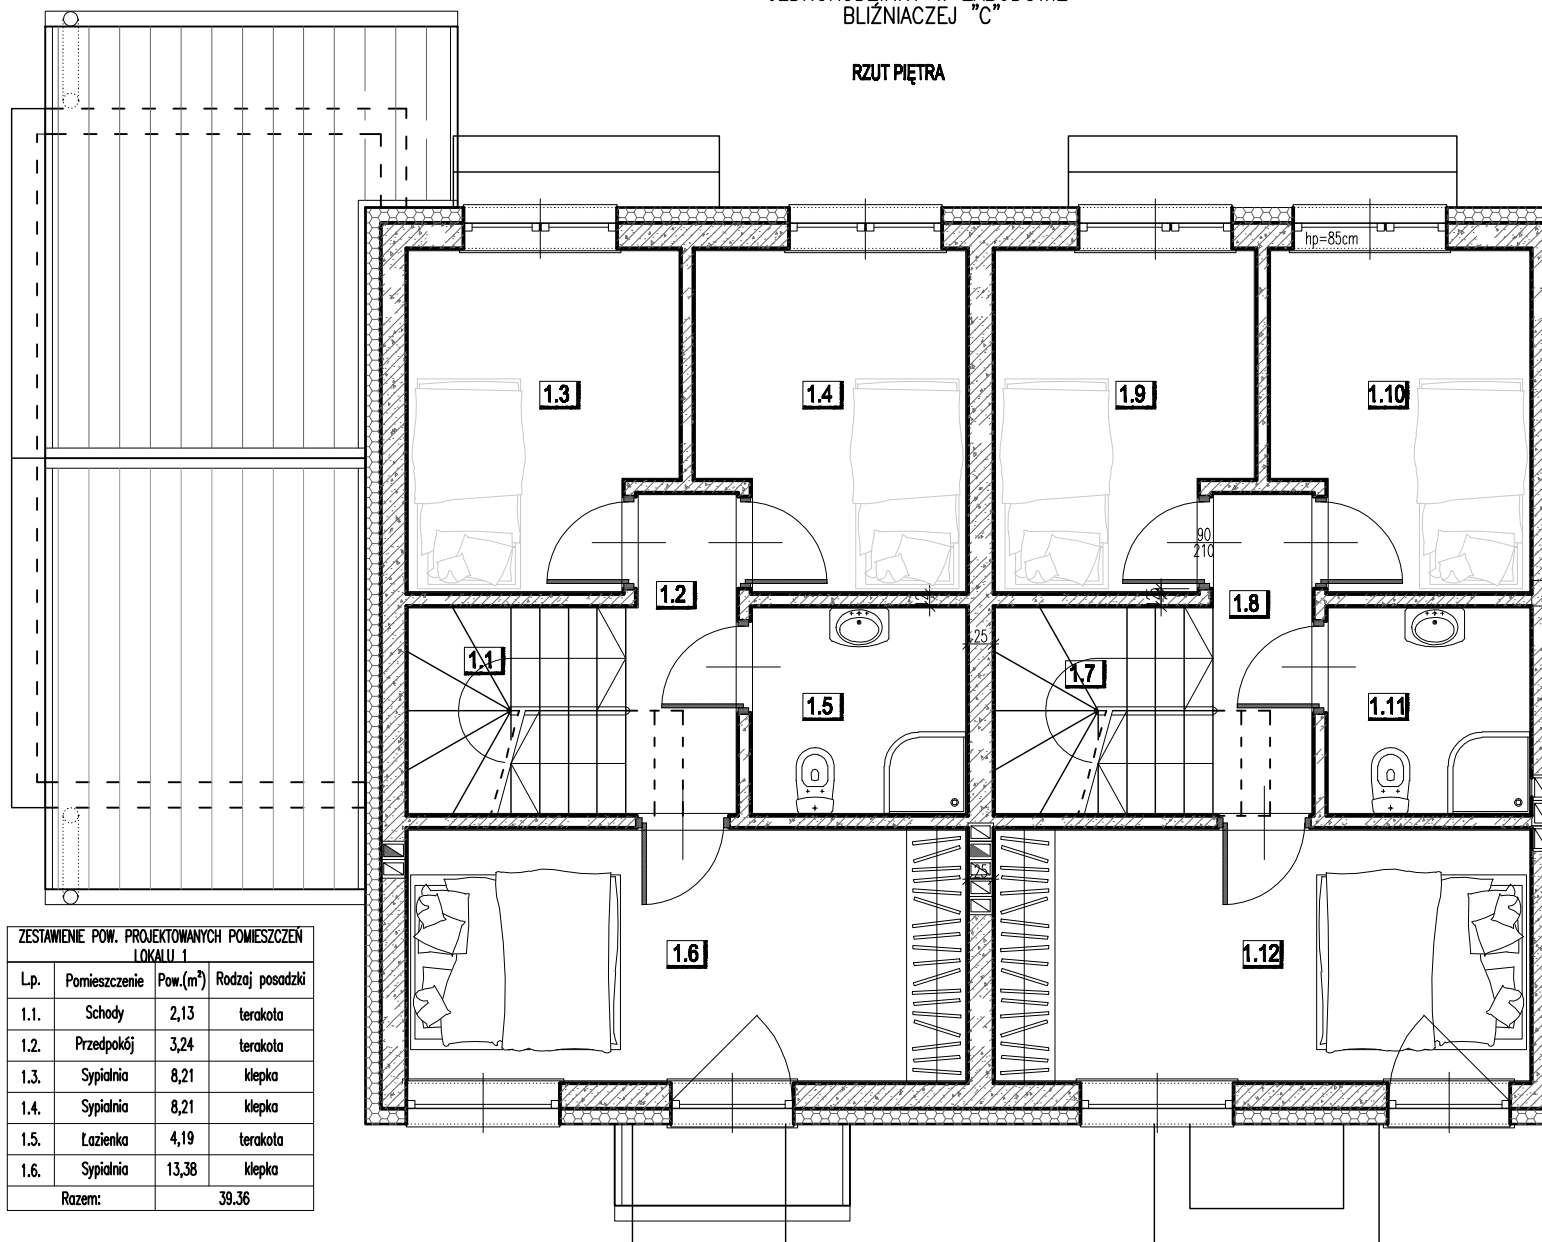 BLIŹNIACZEJ "C"
RZUT PIĘTRA
hp=85cm
1.3
1.4
1.9
1.10
90
210
1.2
1.8
12
25
1.1
1.7
1.5
1.11
25
1.6
1.12
ZESTAWIENIE POW. PROJEKTOWANYCH POMIESZCZEŃ
LOKALU 1
L.p. Pomieszczenie Pow.(m²) Rodzaj posadzki
1.1. Schody 2,13 terakota
1.2. Przedpokój 3,24 terakota
1.3. Sypialnia 8,21 klepka
1.4. Sypialnia 8,21 klepka
1.5. Łazienka 4,19 terakota
1.6. Sypialnia 13,38 klepka
Razem: 39.36